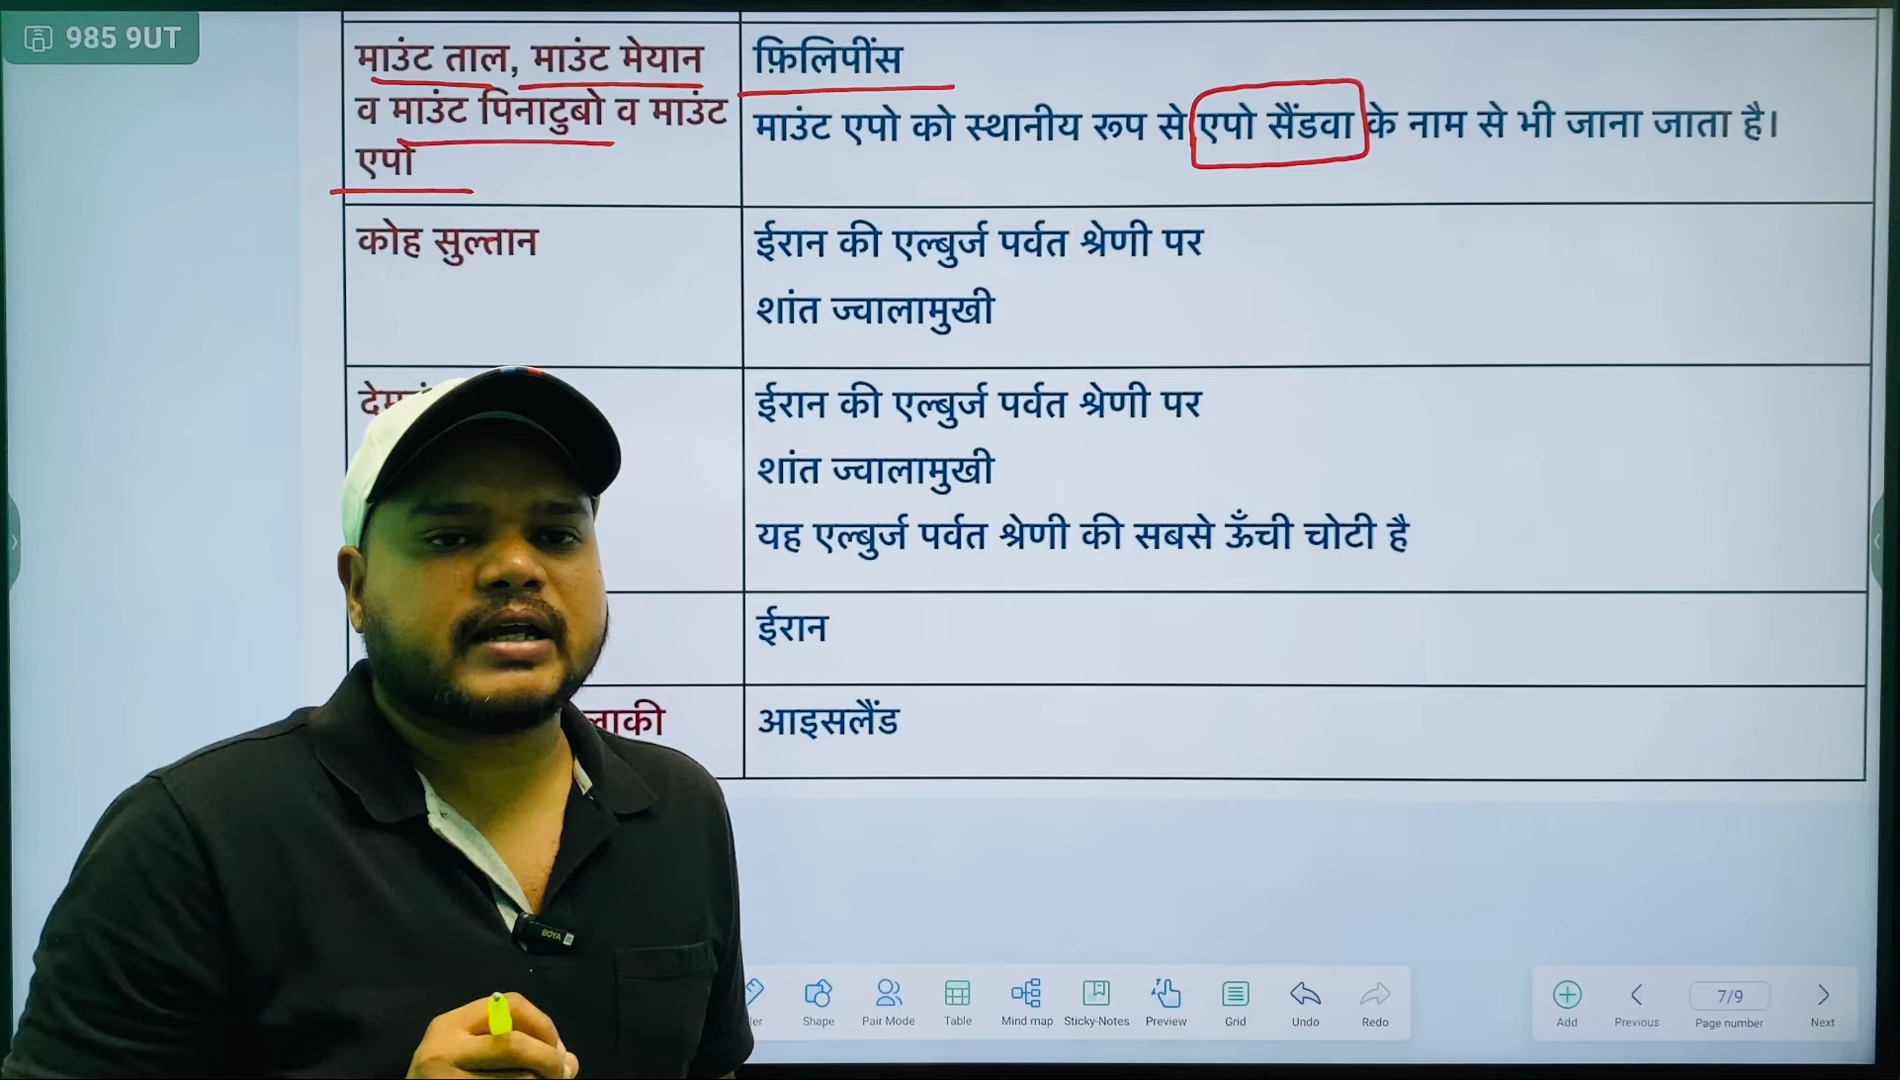 985 9UT
माउंट ताल, माउंट मेयान
व माउंट पिनाटुबो व माउंट
एपो
फ़िलिपींस
माउंट एपो को स्थानीय रूप से एपो सैंडवा के नाम से भी जाना जाता है।
कोह सुल्तान
ईरान की एल्बुर्ज पर्वत श्रेणी पर
शांत ज्वालामुखी
ईरान की एल्बुर्ज पर्वत श्रेणी पर
शांत ज्वालामुखी
यह एल्बुर्ज पर्वत श्रेणी की सबसे ऊँची चोटी है
ईरान
लाकी
आइसलैंड
BOYA
Shape
Pair Mode
Table
Mind map
Sticky-Notes
Preview
Grid
Undo
Redo
Add
Previous
7/9
Page number
Next